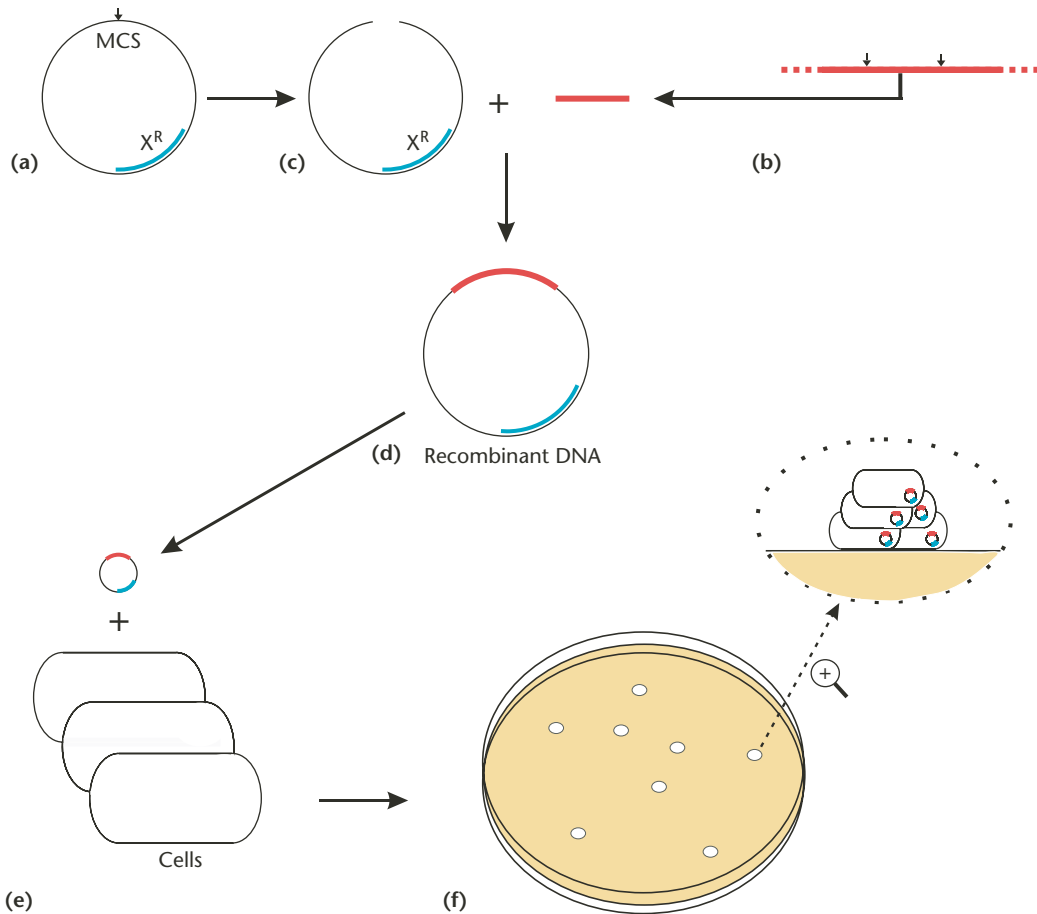 MCS
X^R
(a)
X^R
(c)
+
(b)
(d) Recombinant DNA
+
+
Cells
(e)
(f)